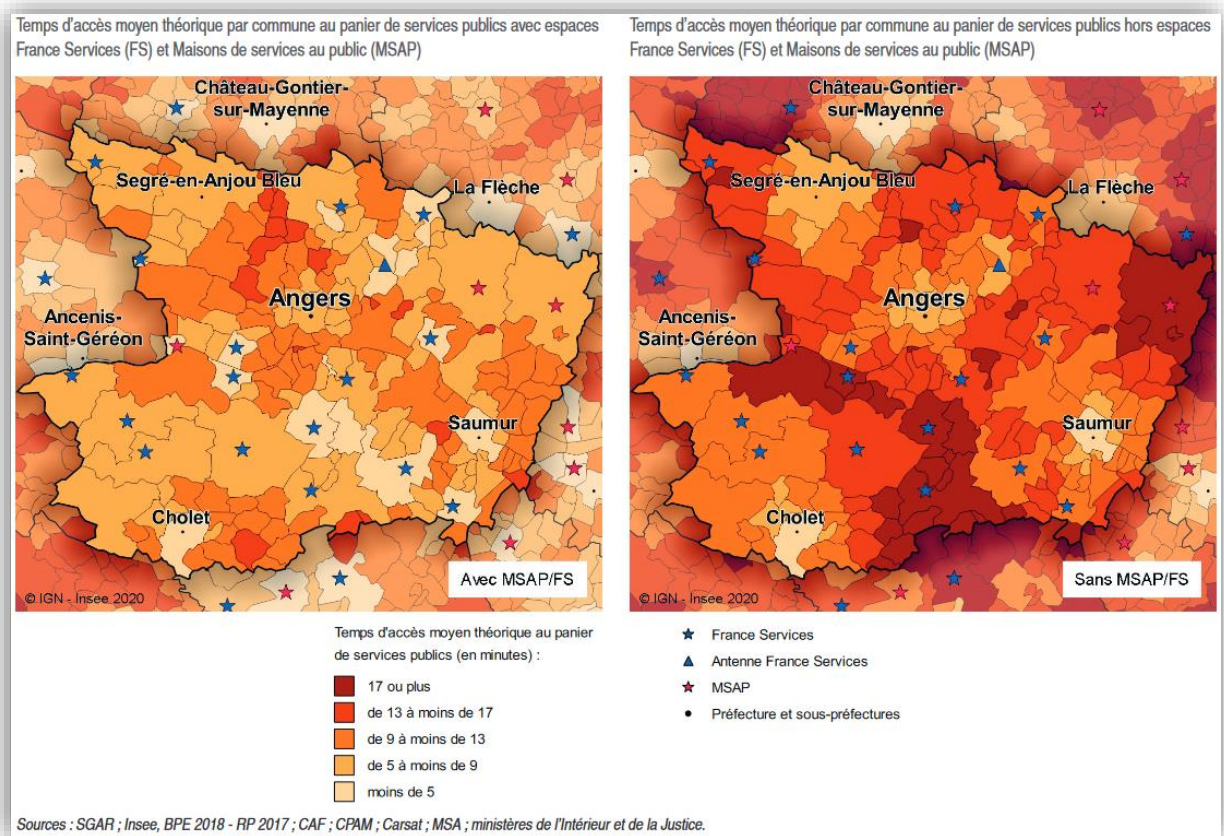 Temps d'accès moyen théorique par commune au panier de services publics avec espaces
France Services (FS) et Maisons de services au public (MSAP)
Château-Gontier-
sur-Mayenne
Segré-en-Anjou Bleu
La Flèche
Angers
Ancenis-
Saint-Géréon
Saumur
Cholet
Avec MSAP/FS
© IGN - Insee 2020
Temps d'accès moyen théorique par commune au panier de services publics hors espaces
France Services (FS) et Maisons de services au public (MSAP)
Château-Gontier-
sur-Mayenne
Segré-en-Anjou Bleu
La Flèche
Angers
Ancenis-
Saint-Géréon
Saumur
Cholet
Sans MSAP/FS
© IGN - Insee 2020
Temps d'accès moyen théorique au panier
de services publics (en minutes) :
17 ou plus
de 13 à moins de 17
de 9 à moins de 13
de 5 à moins de 9
moins de 5
France Services
Antenne France Services
MSAP
Préfecture et sous-préfectures
Sources : SGAR ; Insee, BPE 2018 - RP 2017 ; CAF ; CPAM ; Carsat ; MSA ; ministères de l'Intérieur et de la Justice.